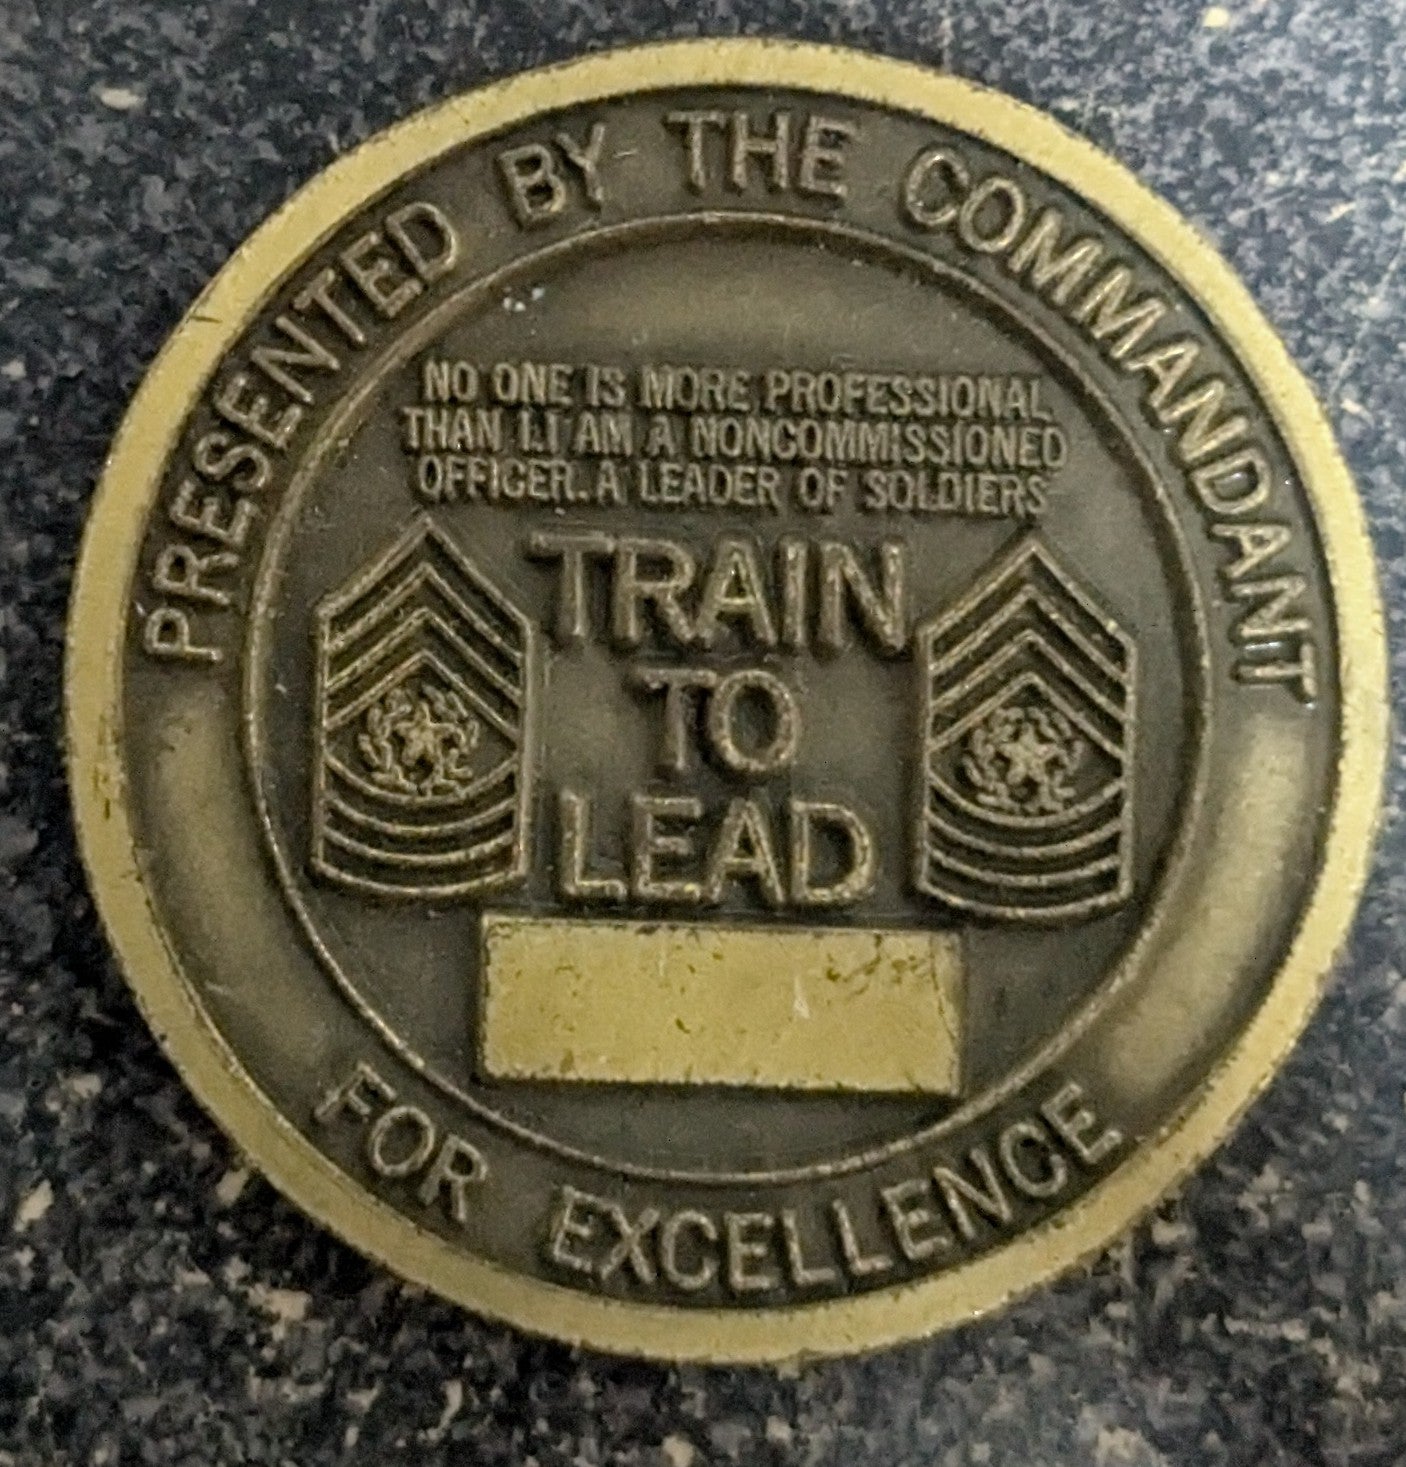 PRESENTED BY THE COMMANDANT
NO ONE IS MORE PROFESSIONAL
THAN I.I AM A NONCOMMISSIONED
OFFICER. A LEADER OF SOLDIERS
TRAIN
TO
LEAD
FOR EXCELLENCE